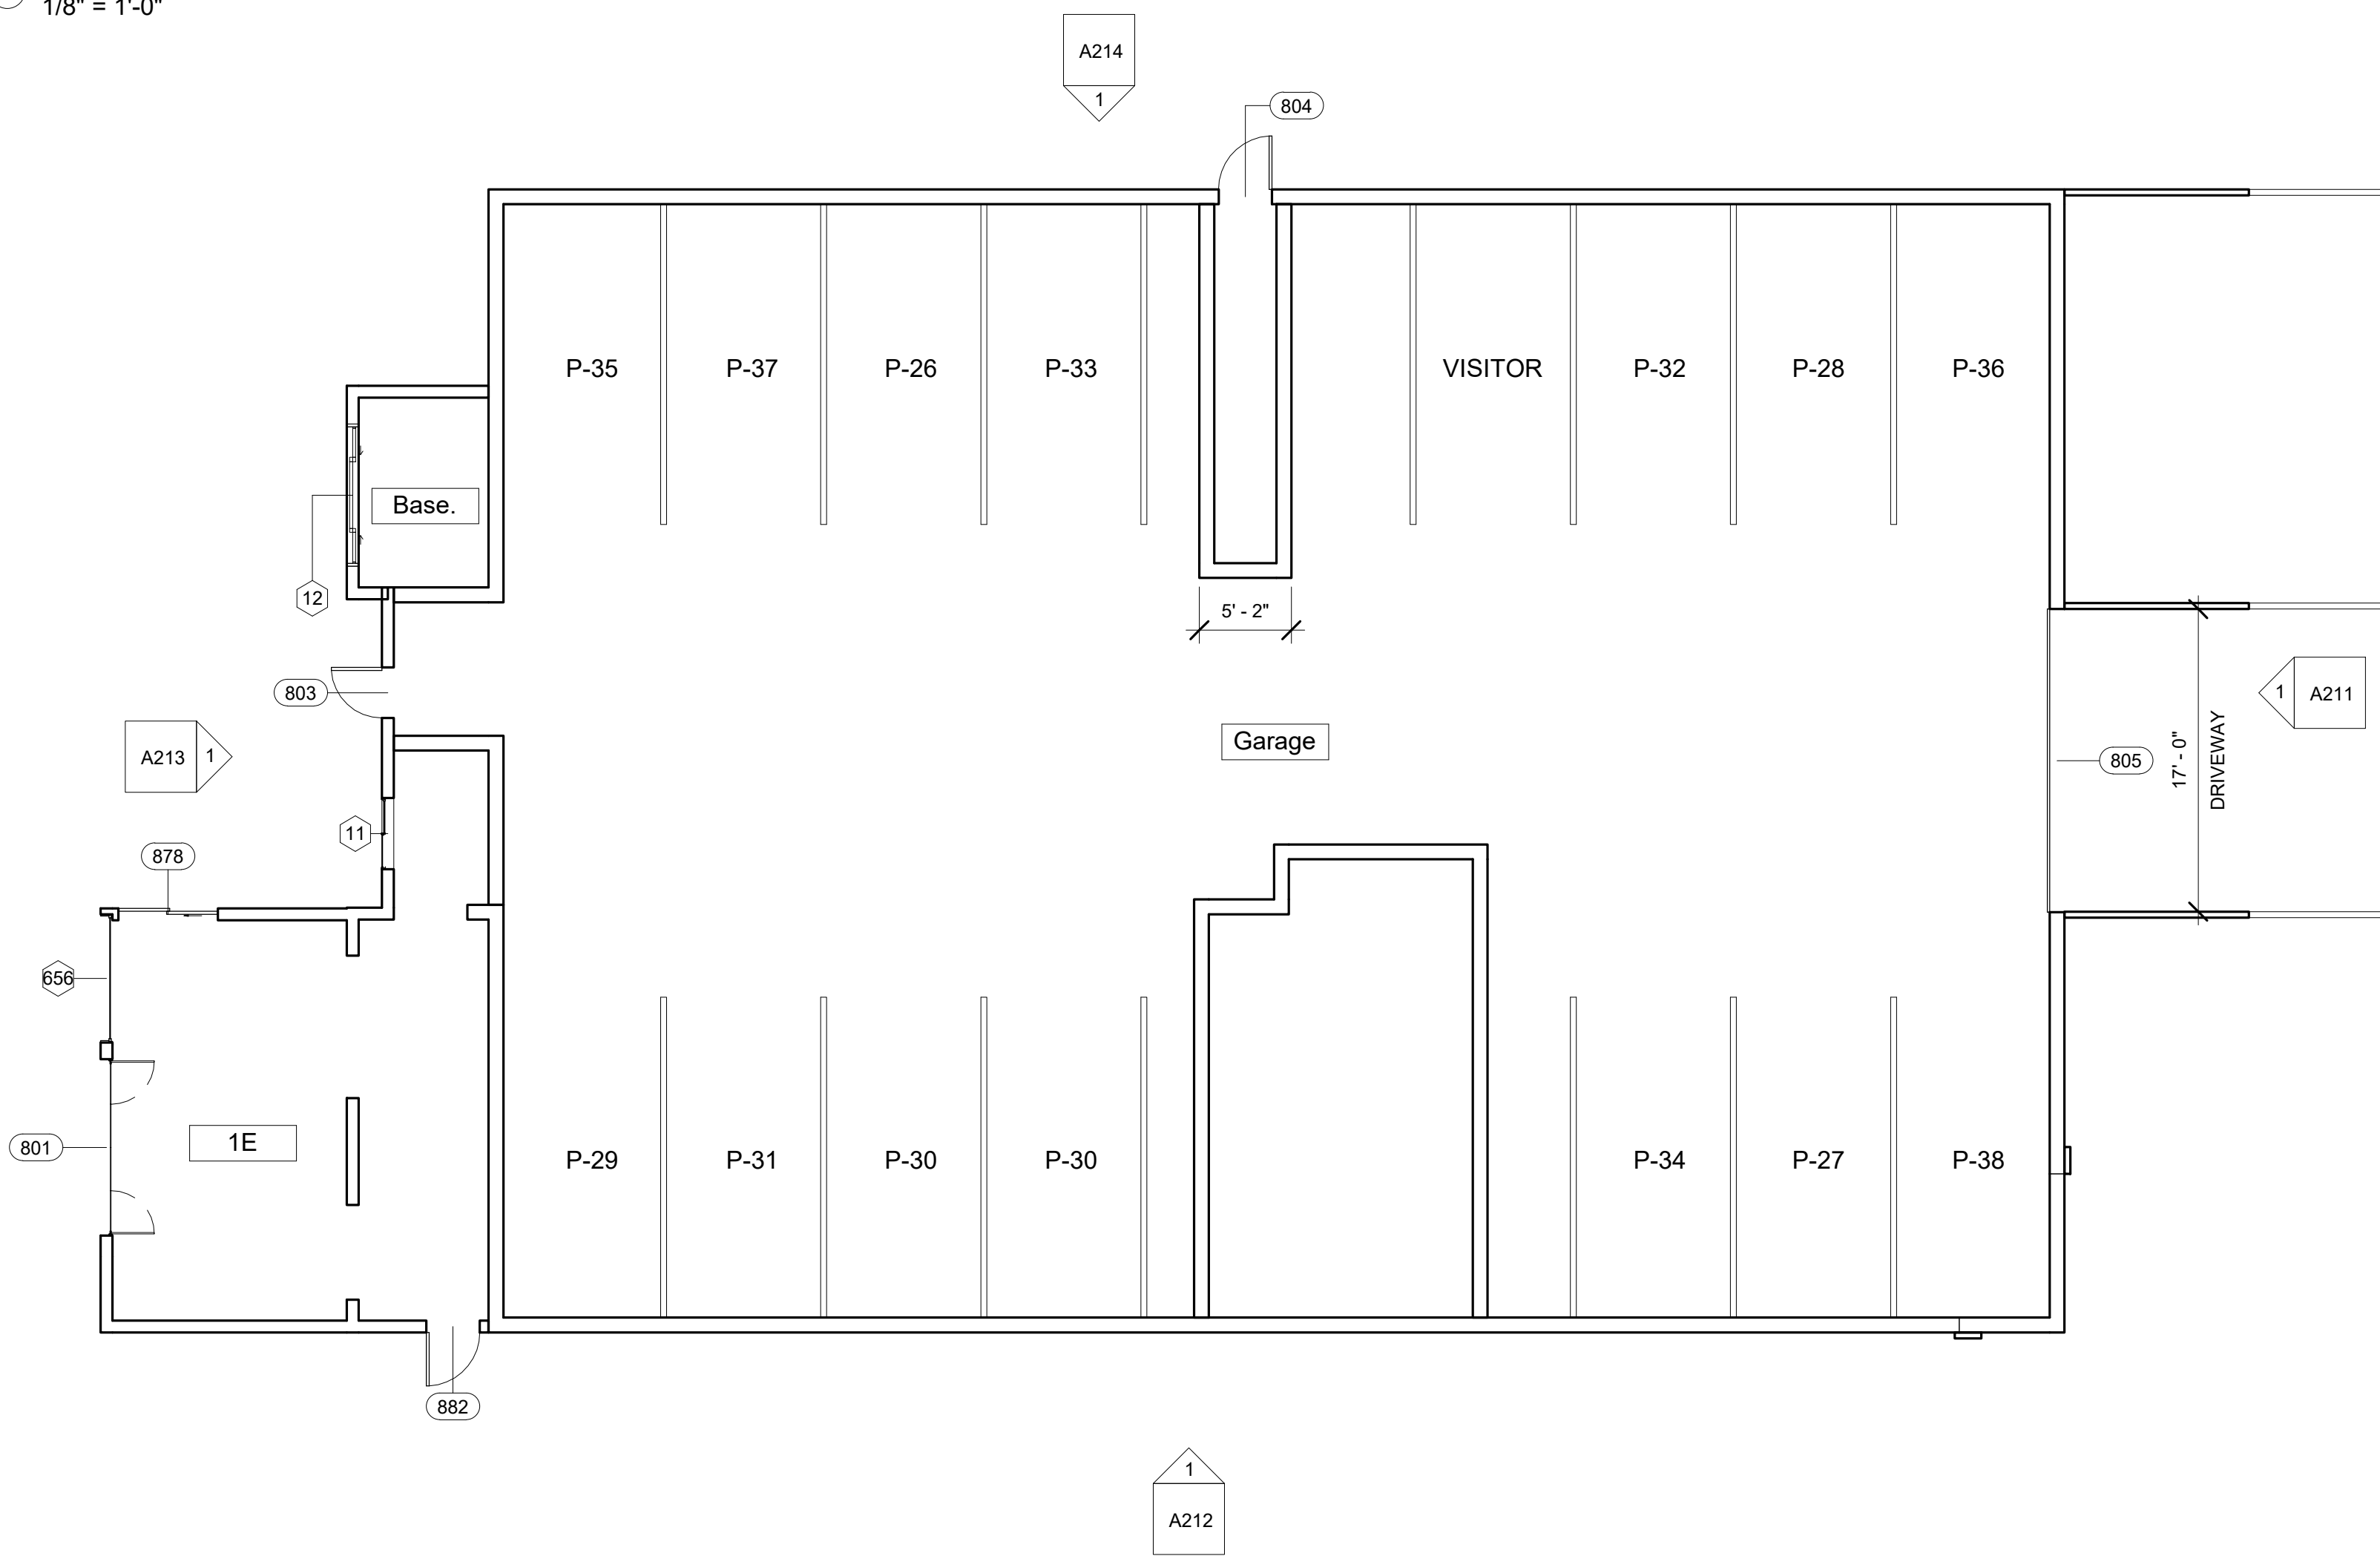 1/8" = 1'-0"
A214
1
804
P-35
P-37
P-26
P-33
VISITOR
P-32
P-28
P-36
Base.
12
5' - 2"
803
A213
1
Garage
1
A211
17' - 0"
DRIVEWAY
805
11
878
656
801
1E
P-29
P-31
P-30
P-30
P-34
P-27
P-38
882
1
A212